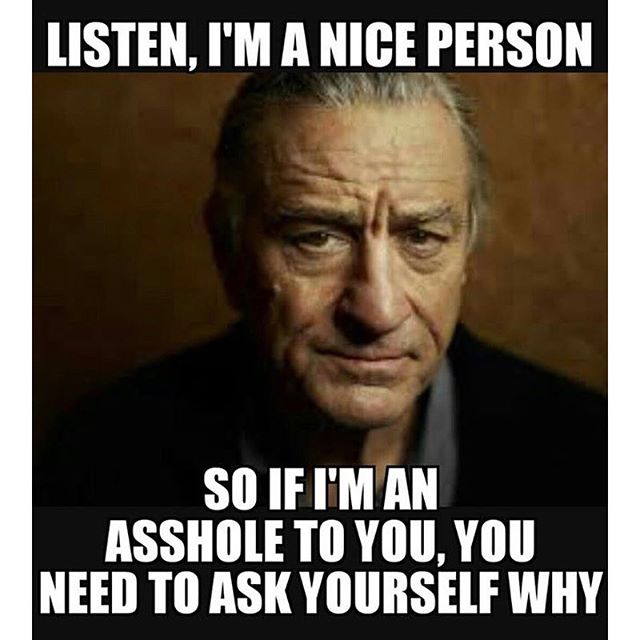 LISTEN, I'M A NICE PERSON
SO IF I'M AN
ASSHOLE TO YOU, YOU
NEED TO ASK YOURSELF WHY